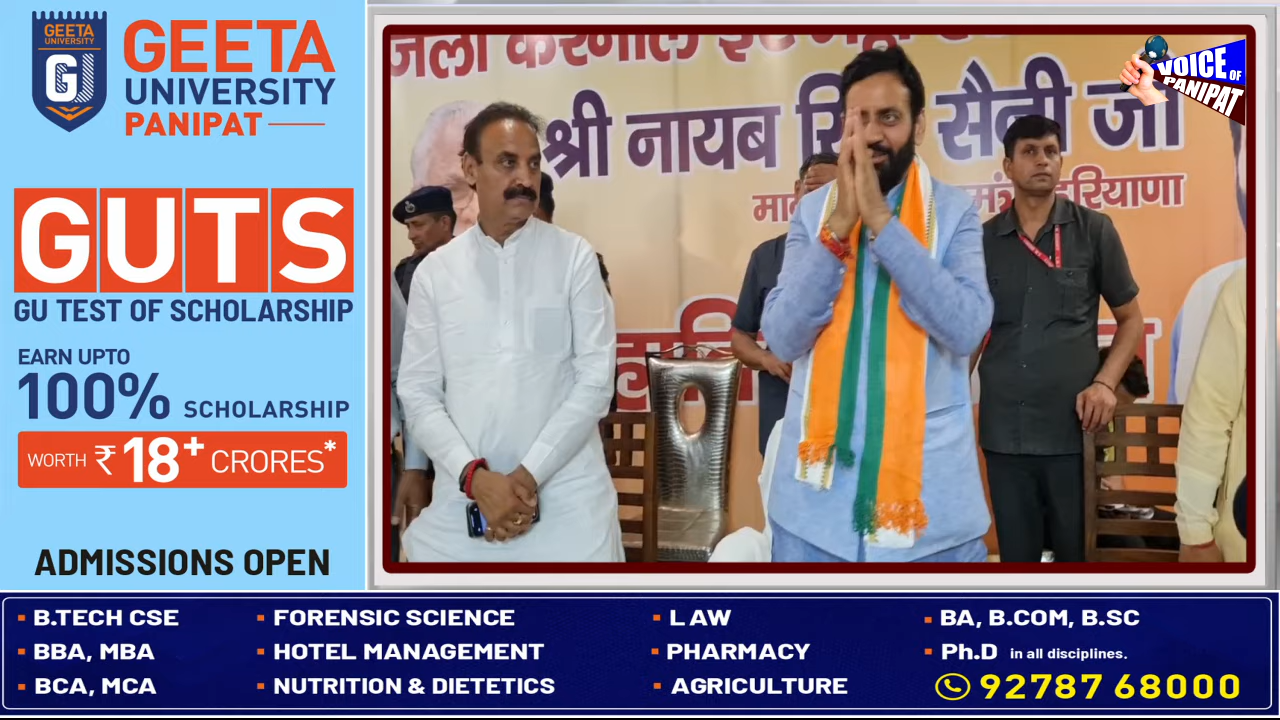 GEETA
UNIVERSITY
GU
GEETA
UNIVERSITY
PANIPAT
GUTS
GU TEST OF SCHOLARSHIP
EARN UPTO
100% SCHOLARSHIP
WORTH ₹18+ CRORES*
ADMISSIONS OPEN
जिला करनाल
श्री नायब सिंह सैनी जी
हरियाणा
VOICE OF
PANIPAT
B.TECH CSE
BBA, MBA
BCA, MCA
FORENSIC SCIENCE
HOTEL MANAGEMENT
NUTRITION & DIETETICS
LAW
PHARMACY
AGRICULTURE
BA, B.COM, B.SC
Ph.D in all disciplines.
92787 68000